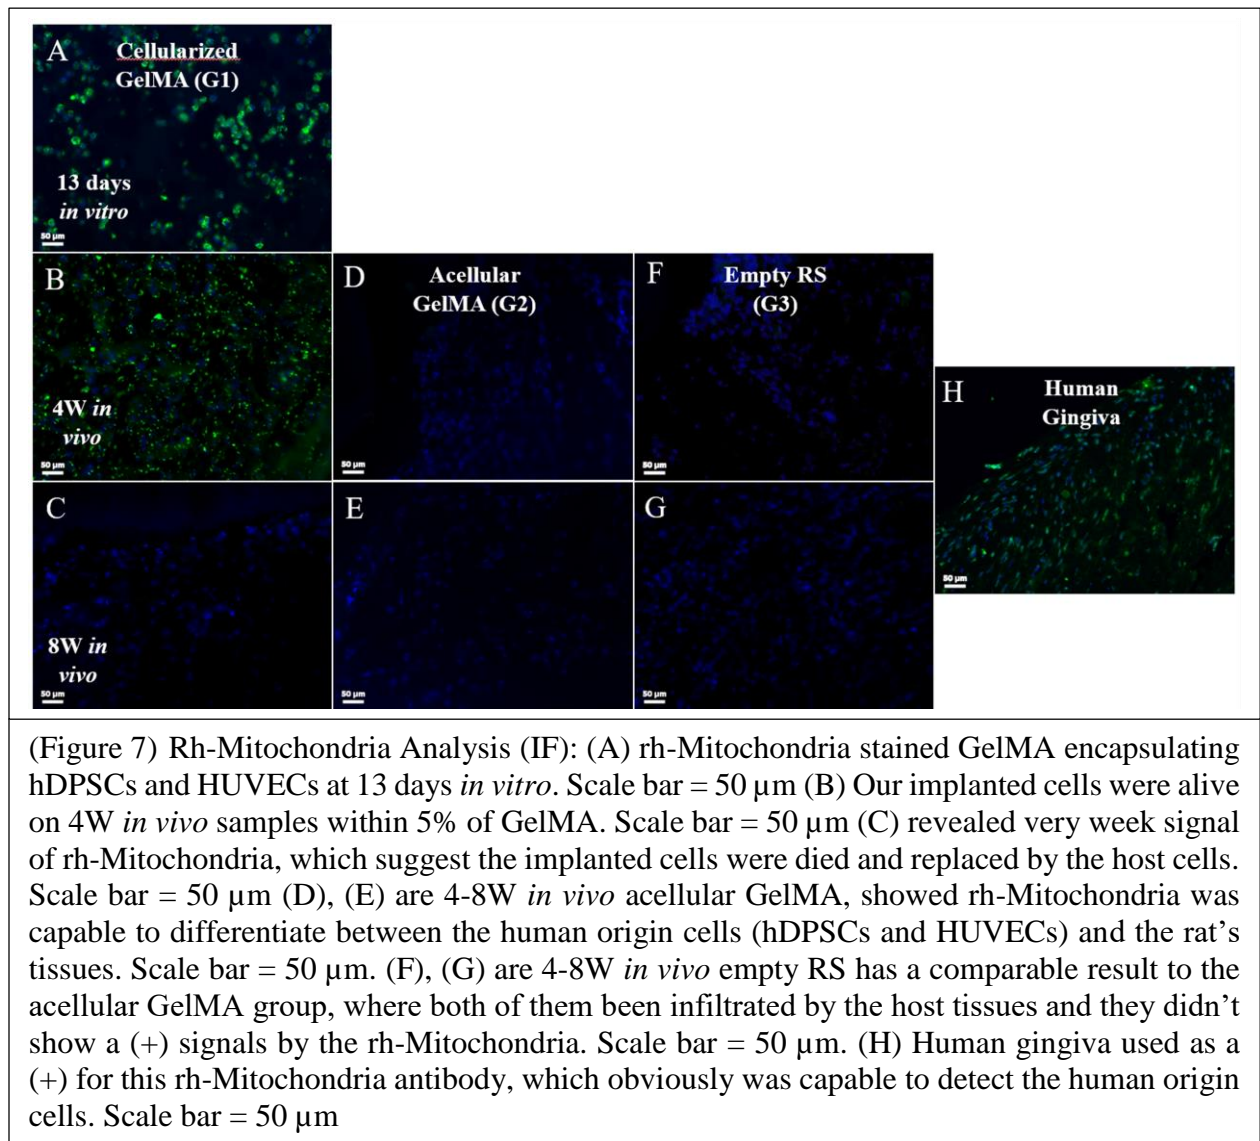 A
Cellularized
GelMA (G1)
13 days
in vitro
50 µm
B
4W in
vivo
50 µm
D
Acellular
GelMA (G2)
50 µm
F
Empty RS
(G3)
50 µm
H
Human
Gingiva
50 µm
C
8W in
vivo
50 µm
E
50 µm
G
50 µm
(Figure 7) Rh-Mitochondria Analysis (IF): (A) rh-Mitochondria stained GelMA encapsulating
hDPSCs and HUVECs at 13 days in vitro. Scale bar = 50 µm (B) Our implanted cells were alive
on 4W in vivo samples within 5% of GelMA. Scale bar = 50 µm (C) revealed very week signal
of rh-Mitochondria, which suggest the implanted cells were died and replaced by the host cells.
Scale bar = 50 µm (D), (E) are 4-8W in vivo acellular GelMA, showed rh-Mitochondria was
capable to differentiate between the human origin cells (hDPSCs and HUVECs) and the rat’s
tissues. Scale bar = 50 µm. (F), (G) are 4-8W in vivo empty RS has a comparable result to the
acellular GelMA group, where both of them been infiltrated by the host tissues and they didn’t
show a (+) signals by the rh-Mitochondria. Scale bar = 50 µm. (H) Human gingiva used as a
(+) for this rh-Mitochondria antibody, which obviously was capable to detect the human origin
cells. Scale bar = 50 µm